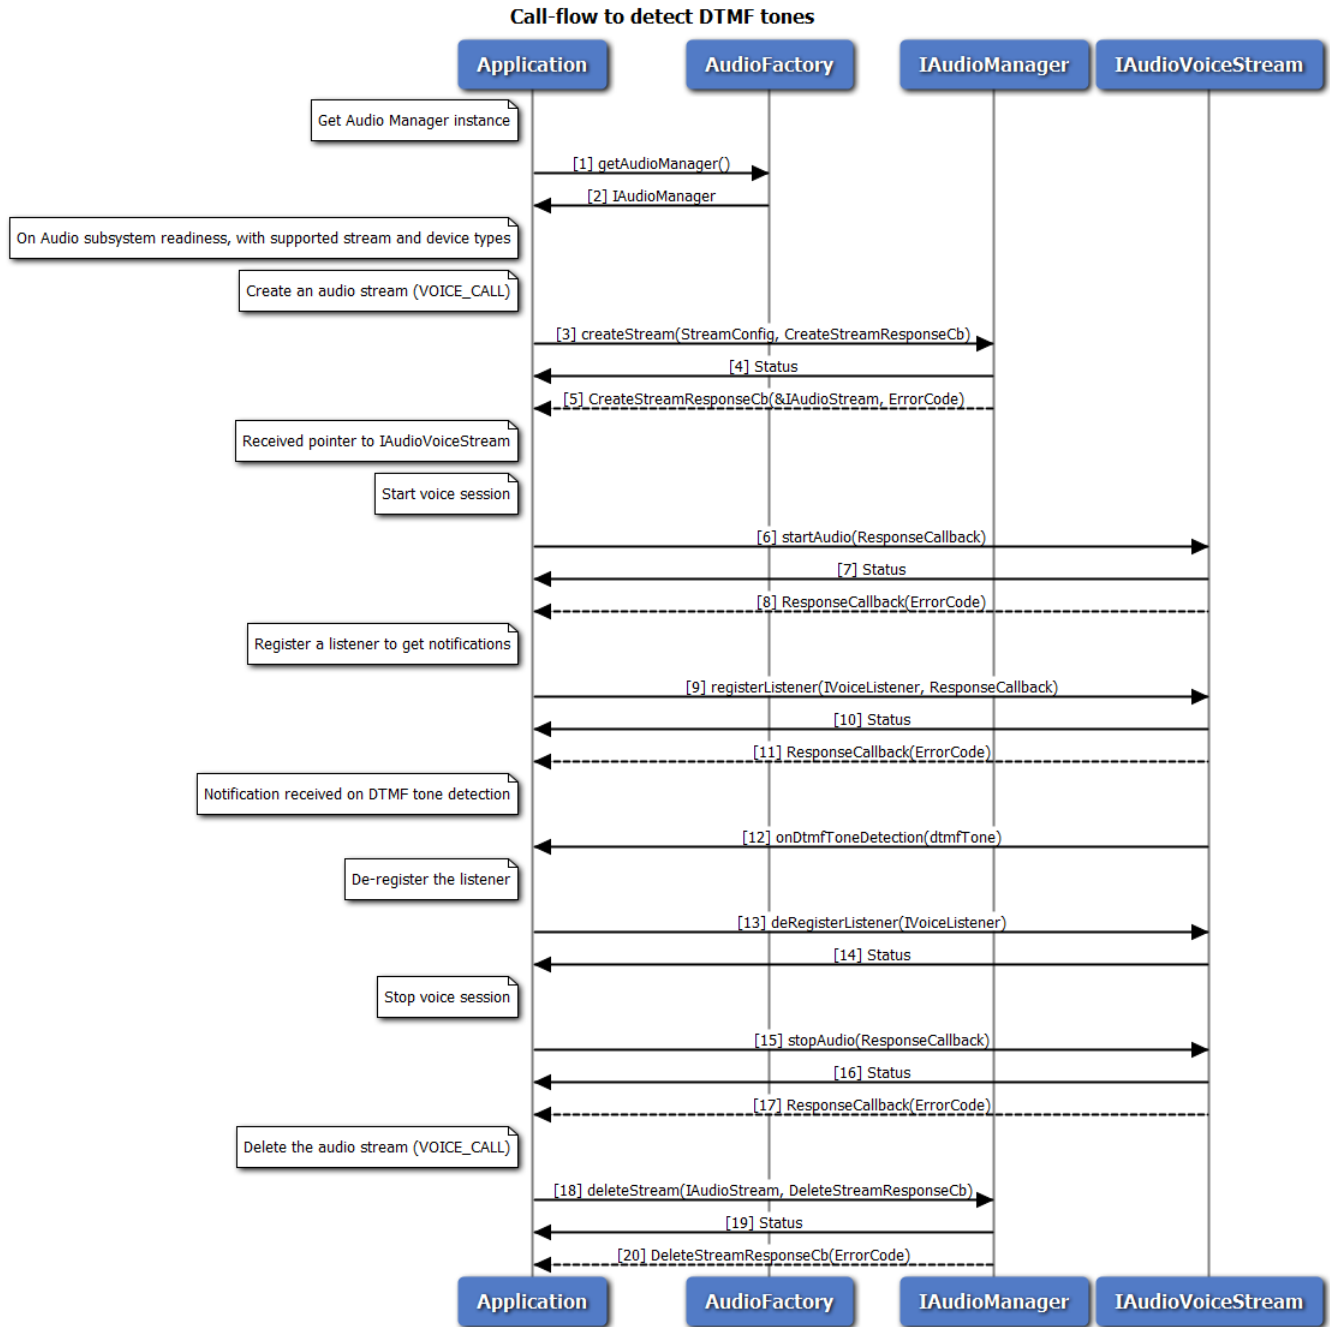 Call-flow to detect DTMF tones
Application
AudioFactory
IAudioManager
IAudioVoiceStream
Get Audio Manager instance
[1] getAudioManager()
[2] IAudioManager
On Audio subsystem readiness, with supported stream and device types
Create an audio stream (VOICE_CALL)
[3] createStream(StreamConfig, CreateStreamResponseCb)
[4] Status
[5] CreateStreamResponseCb(&IAudioStream, ErrorCode)
Received pointer to IAudioVoiceStream
Start voice session
[6] startAudio(ResponseCallback)
[7] Status
[8] ResponseCallback(ErrorCode)
Register a listener to get notifications
[9] registerListener(IVoiceListener, ResponseCallback)
[10] Status
[11] ResponseCallback(ErrorCode)
Notification received on DTMF tone detection
[12] onDtmfToneDetection(dtmfTone)
De-register the listener
[13] deRegisterListener(IVoiceListener)
[14] Status
Stop voice session
[15] stopAudio(ResponseCallback)
[16] Status
[17] ResponseCallback(ErrorCode)
Delete the audio stream (VOICE_CALL)
[18] deleteStream(IAudioStream, DeleteStreamResponseCb)
[19] Status
[20] DeleteStreamResponseCb(ErrorCode)
Application
AudioFactory
IAudioManager
IAudioVoiceStream